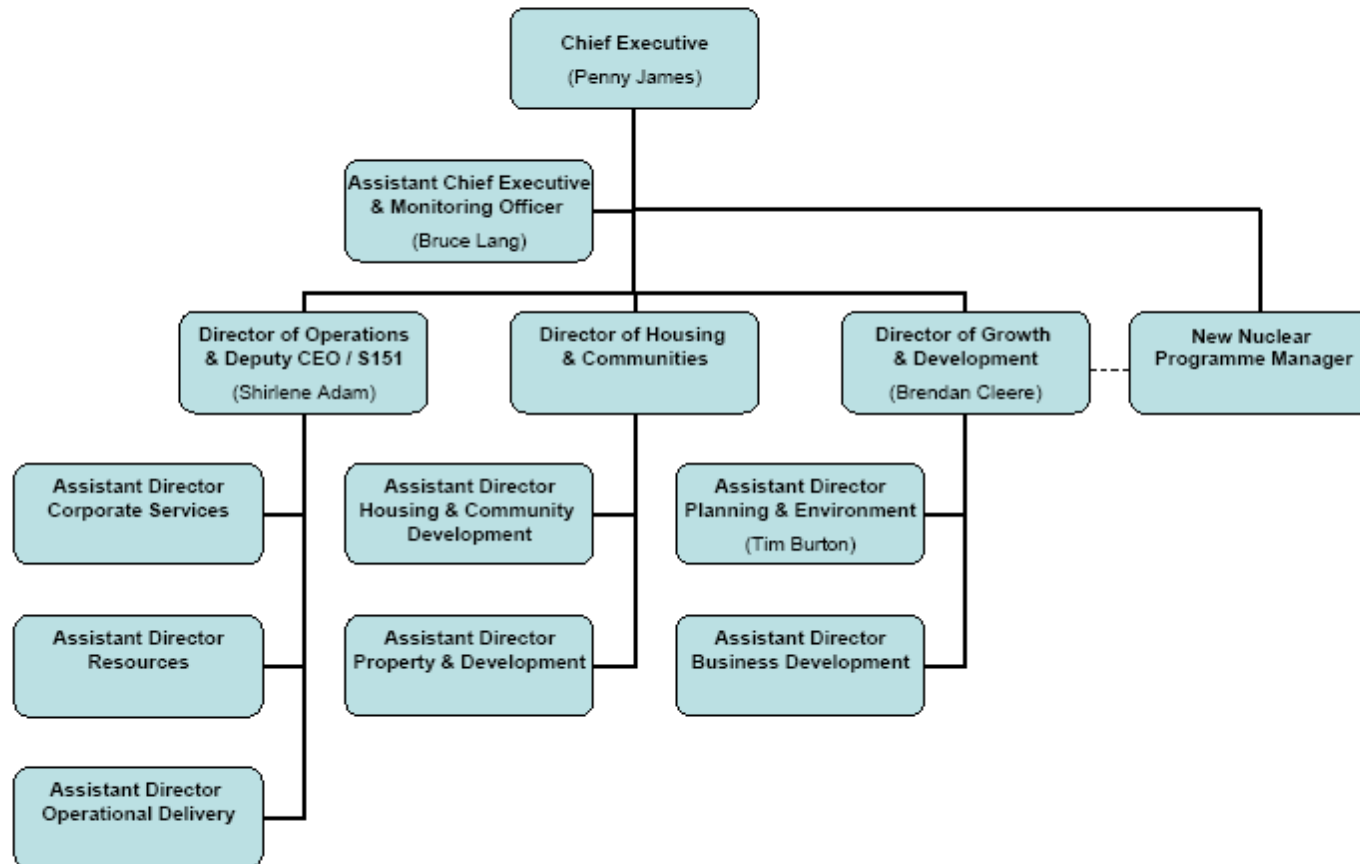 Chief Executive
(Penny James)
Assistant Chief Executive
& Monitoring Officer
(Bruce Lang)
Director of Operations
& Deputy CEO / S151
(Shirlene Adam)
Director of Housing
& Communities
Director of Growth
& Development
(Brendan Cleere)
New Nuclear
Programme Manager
Assistant Director
Corporate Services
Assistant Director
Housing & Community
Development
Assistant Director
Planning & Environment
(Tim Burton)
Assistant Director
Resources
Assistant Director
Property & Development
Assistant Director
Business Development
Assistant Director
Operational Delivery